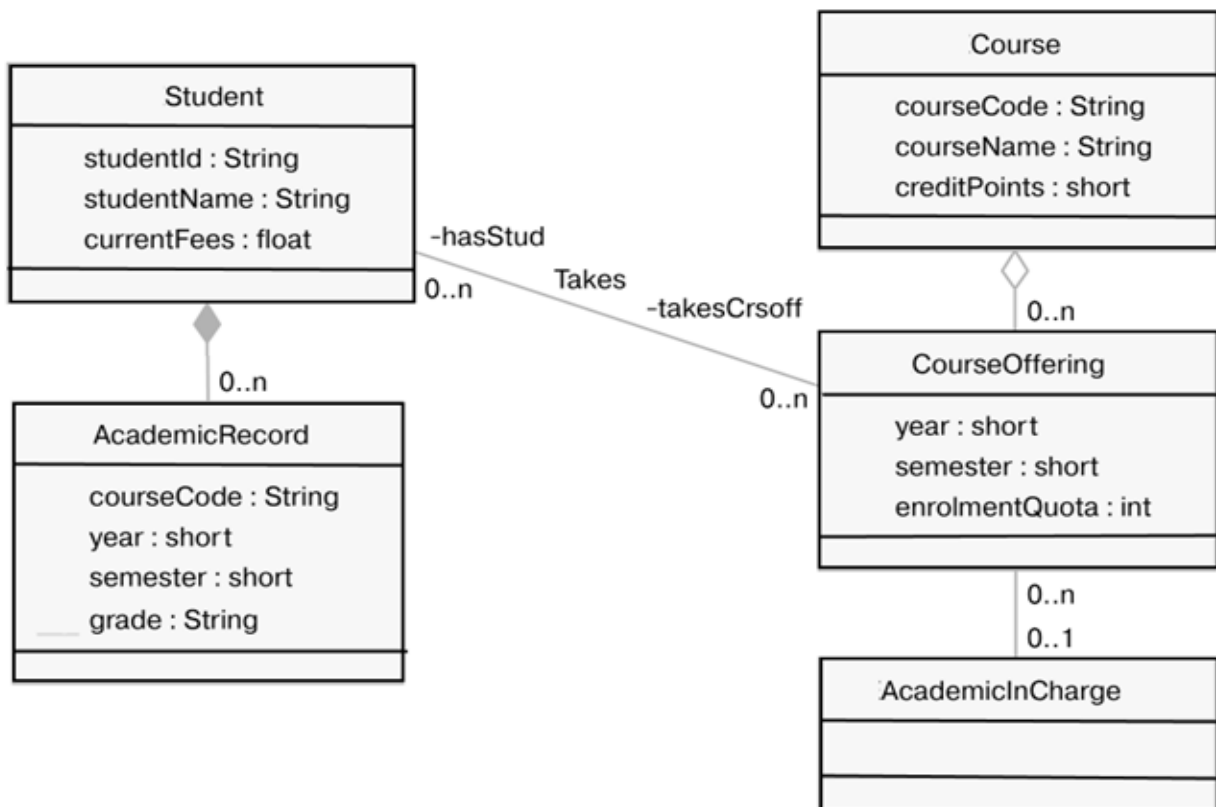 Student
studentId : String
studentName : String
currentFees : float
0..n
AcademicRecord
courseCode : String
year : short
semester : short
grade : String
-hasStud
0..n
Takes
-takesCrsoff
0..n
Course
courseCode : String
courseName : String
creditPoints : short
0..n
CourseOffering
year : short
semester : short
enrolmentQuota : int
0..n
0..1
AcademicInCharge